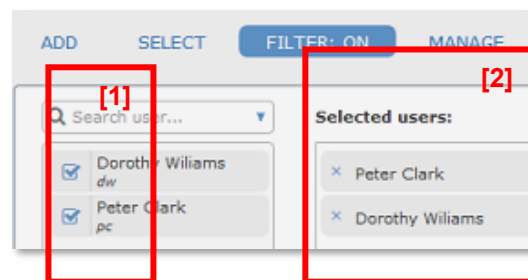 ADD SELECT FILTER: ON MANAGE
[1] [2]
Search user... Selected users:
Dorothy Wiliams
dw
Peter Clark
pc
× Peter Clark
× Dorothy Wiliams